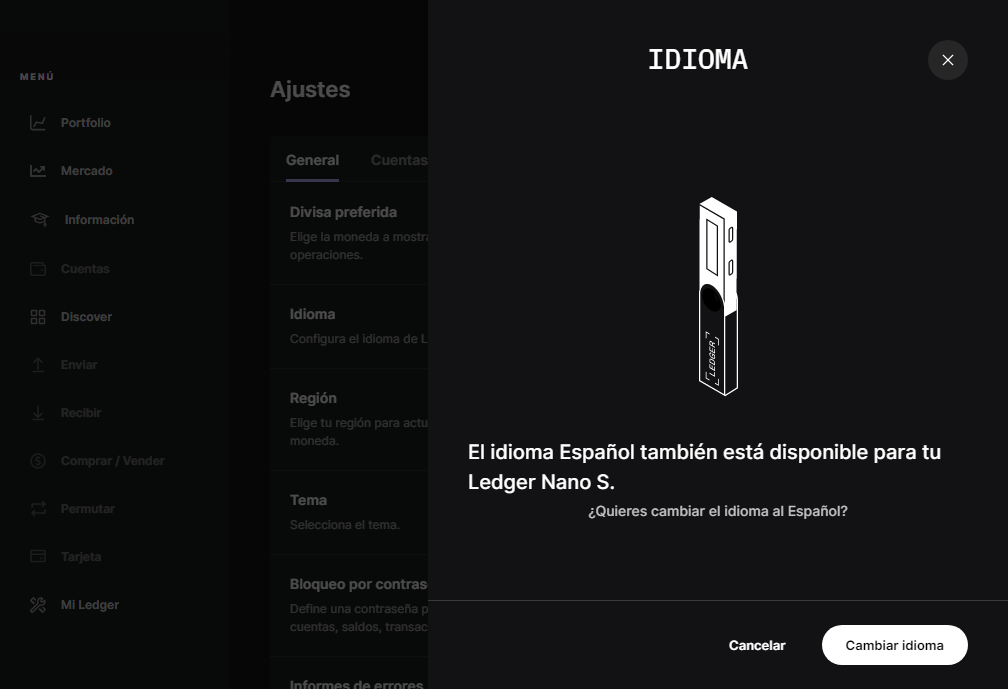 MENÚ
Portfolio
Mercado
Información
Cuentas
Discover
Enviar
Recibir
Comprar / Vender
Permutar
Tarjeta
Mi Ledger
Ajustes
General
Cuentas
Divisa preferida
Elige la moneda a mostra
operaciones.
Idioma
Configura el idioma de L
Región
Elige tu región para actu
moneda.
Tema
Selecciona el tema.
Bloqueo por contras
Define una contraseña p
cuentas, saldos, transac
Informes de errores
IDIOMA
LEDGER
El idioma Español también está disponible para tu
Ledger Nano S.
¿Quieres cambiar el idioma al Español?
Cancelar
Cambiar idioma